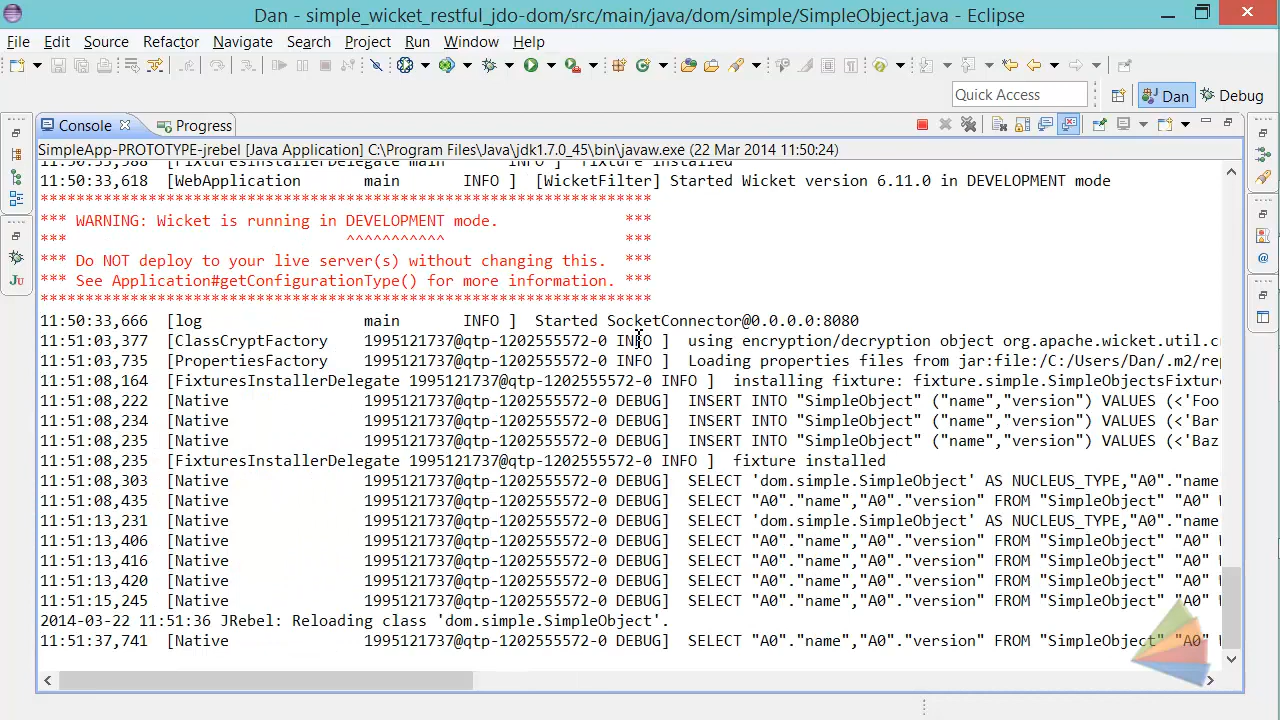 Dan - simple_wicket_restful_jdo-dom/src/main/java/dom/simple/SimpleObject.java - Eclipse
File Edit Source Refactor Navigate Search Project Run Window Help
Quick Access
Dan
Debug
Console
Progress
SimpleApp-PROTOTYPE-jrebel [Java Application] C:\Program Files\Java\jdk1.7.0_45\bin\javaw.exe (22 Mar 2014 11:50:24)
11:50:33,588 [FixturesInstallerDelegate main INFO ] fixture installed
11:50:33,618 [WebApplication main INFO ] [WicketFilter] Started Wicket version 6.11.0 in DEVELOPMENT mode
********************************************************************
*** WARNING: Wicket is running in DEVELOPMENT mode. ***
*** ^^^^^^^^^^^ ***
*** Do NOT deploy to your live server(s) without changing this. ***
*** See Application#getConfigurationType() for more information. ***
********************************************************************
11:50:33,666 [log main INFO ] Started SocketConnector@0.0.0.0:8080
11:51:03,377 [ClassCryptFactory 1995121737@qtp-1202555572-0 INFO ] using encryption/decryption object org.apache.wicket.util.c
11:51:03,735 [PropertiesFactory 1995121737@qtp-1202555572-0 INFO ] Loading properties files from jar:file:/C:/Users/Dan/.m2/rep
11:51:08,164 [FixturesInstallerDelegate 1995121737@qtp-1202555572-0 INFO ] installing fixture: fixture.simple.SimpleObjectsFixtur
11:51:08,222 [Native 1995121737@qtp-1202555572-0 DEBUG] INSERT INTO "SimpleObject" ("name","version") VALUES (<'Foo
11:51:08,234 [Native 1995121737@qtp-1202555572-0 DEBUG] INSERT INTO "SimpleObject" ("name","version") VALUES (<'Bar
11:51:08,235 [Native 1995121737@qtp-1202555572-0 DEBUG] INSERT INTO "SimpleObject" ("name","version") VALUES (<'Baz
11:51:08,235 [FixturesInstallerDelegate 1995121737@qtp-1202555572-0 INFO ] fixture installed
11:51:08,303 [Native 1995121737@qtp-1202555572-0 DEBUG] SELECT 'dom.simple.SimpleObject' AS NUCLEUS_TYPE,"A0"."name
11:51:08,435 [Native 1995121737@qtp-1202555572-0 DEBUG] SELECT "A0"."name","A0"."version" FROM "SimpleObject" "A0" W
11:51:13,231 [Native 1995121737@qtp-1202555572-0 DEBUG] SELECT 'dom.simple.SimpleObject' AS NUCLEUS_TYPE,"A0"."name
11:51:13,406 [Native 1995121737@qtp-1202555572-0 DEBUG] SELECT "A0"."name","A0"."version" FROM "SimpleObject" "A0" W
11:51:13,416 [Native 1995121737@qtp-1202555572-0 DEBUG] SELECT "A0"."name","A0"."version" FROM "SimpleObject" "A0" W
11:51:13,420 [Native 1995121737@qtp-1202555572-0 DEBUG] SELECT "A0"."name","A0"."version" FROM "SimpleObject" "A0" W
11:51:15,245 [Native 1995121737@qtp-1202555572-0 DEBUG] SELECT "A0"."name","A0"."version" FROM "SimpleObject" "A0" W
2014-03-22 11:51:36 JRebel: Reloading class 'dom.simple.SimpleObject'.
11:51:37,741 [Native 1995121737@qtp-1202555572-0 DEBUG] SELECT "A0"."name","A0"."version" FROM "SimpleObject" "A0" W